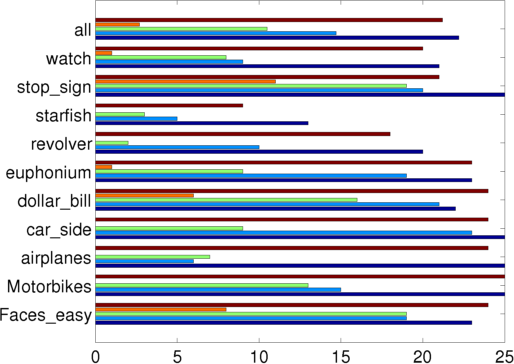 all
watch
stop_sign
starfish
revolver
euphonium
dollar_bill
car_side
airplanes
Motorbikes
Faces_easy
0 5 10 15 20 25